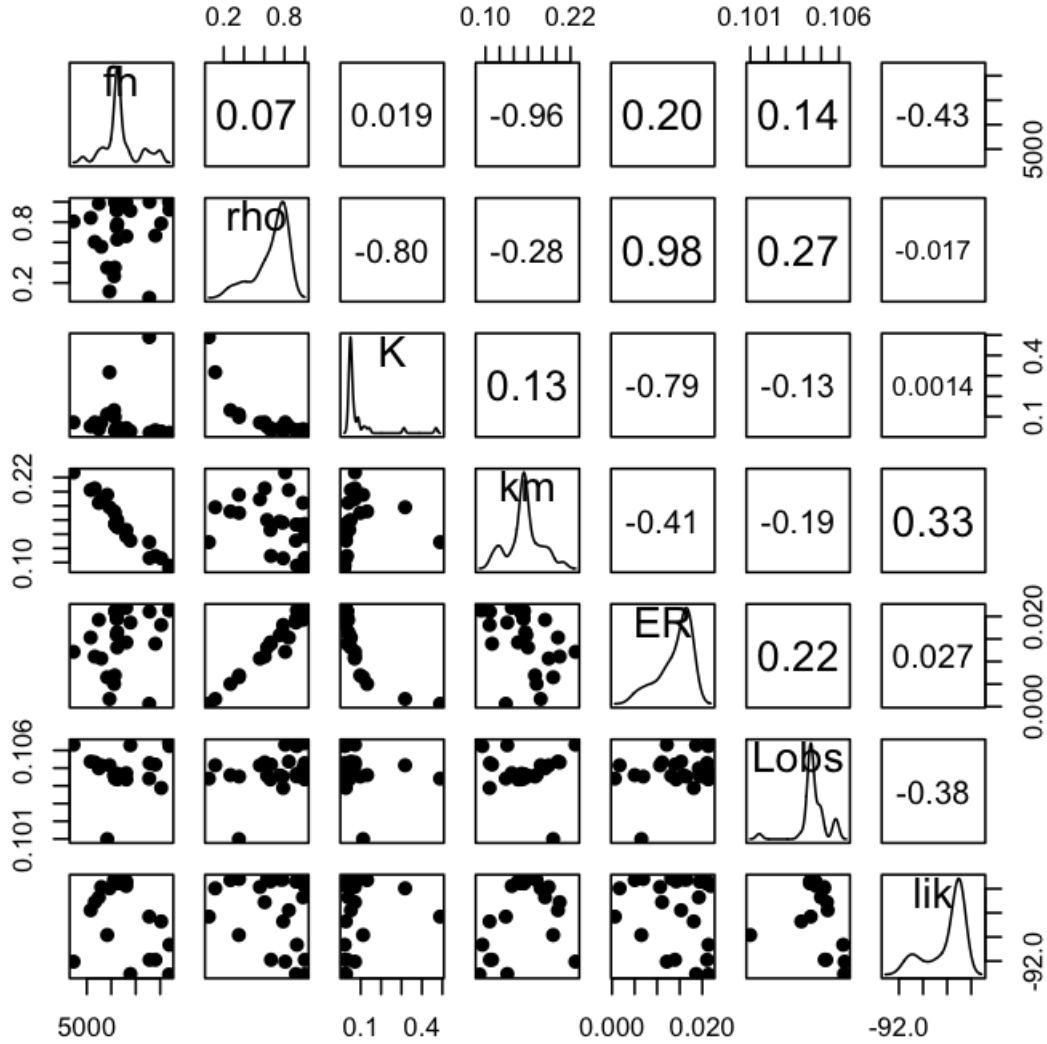 0.2 0.8 0.10 0.22 0.101 0.106
fh 0.07 0.019 -0.96 0.20 0.14 -0.43 5000
0.2 0.8 rho -0.80 -0.28 0.98 0.27 -0.017
K 0.13 -0.79 -0.13 0.0014 0.1 0.4
0.10 0.22 km -0.41 -0.19 0.33
ER 0.22 0.027 0.000 0.020
0.101 0.106 Lobs -0.38
lik -92.0
5000 0.1 0.4 0.000 0.020 -92.0